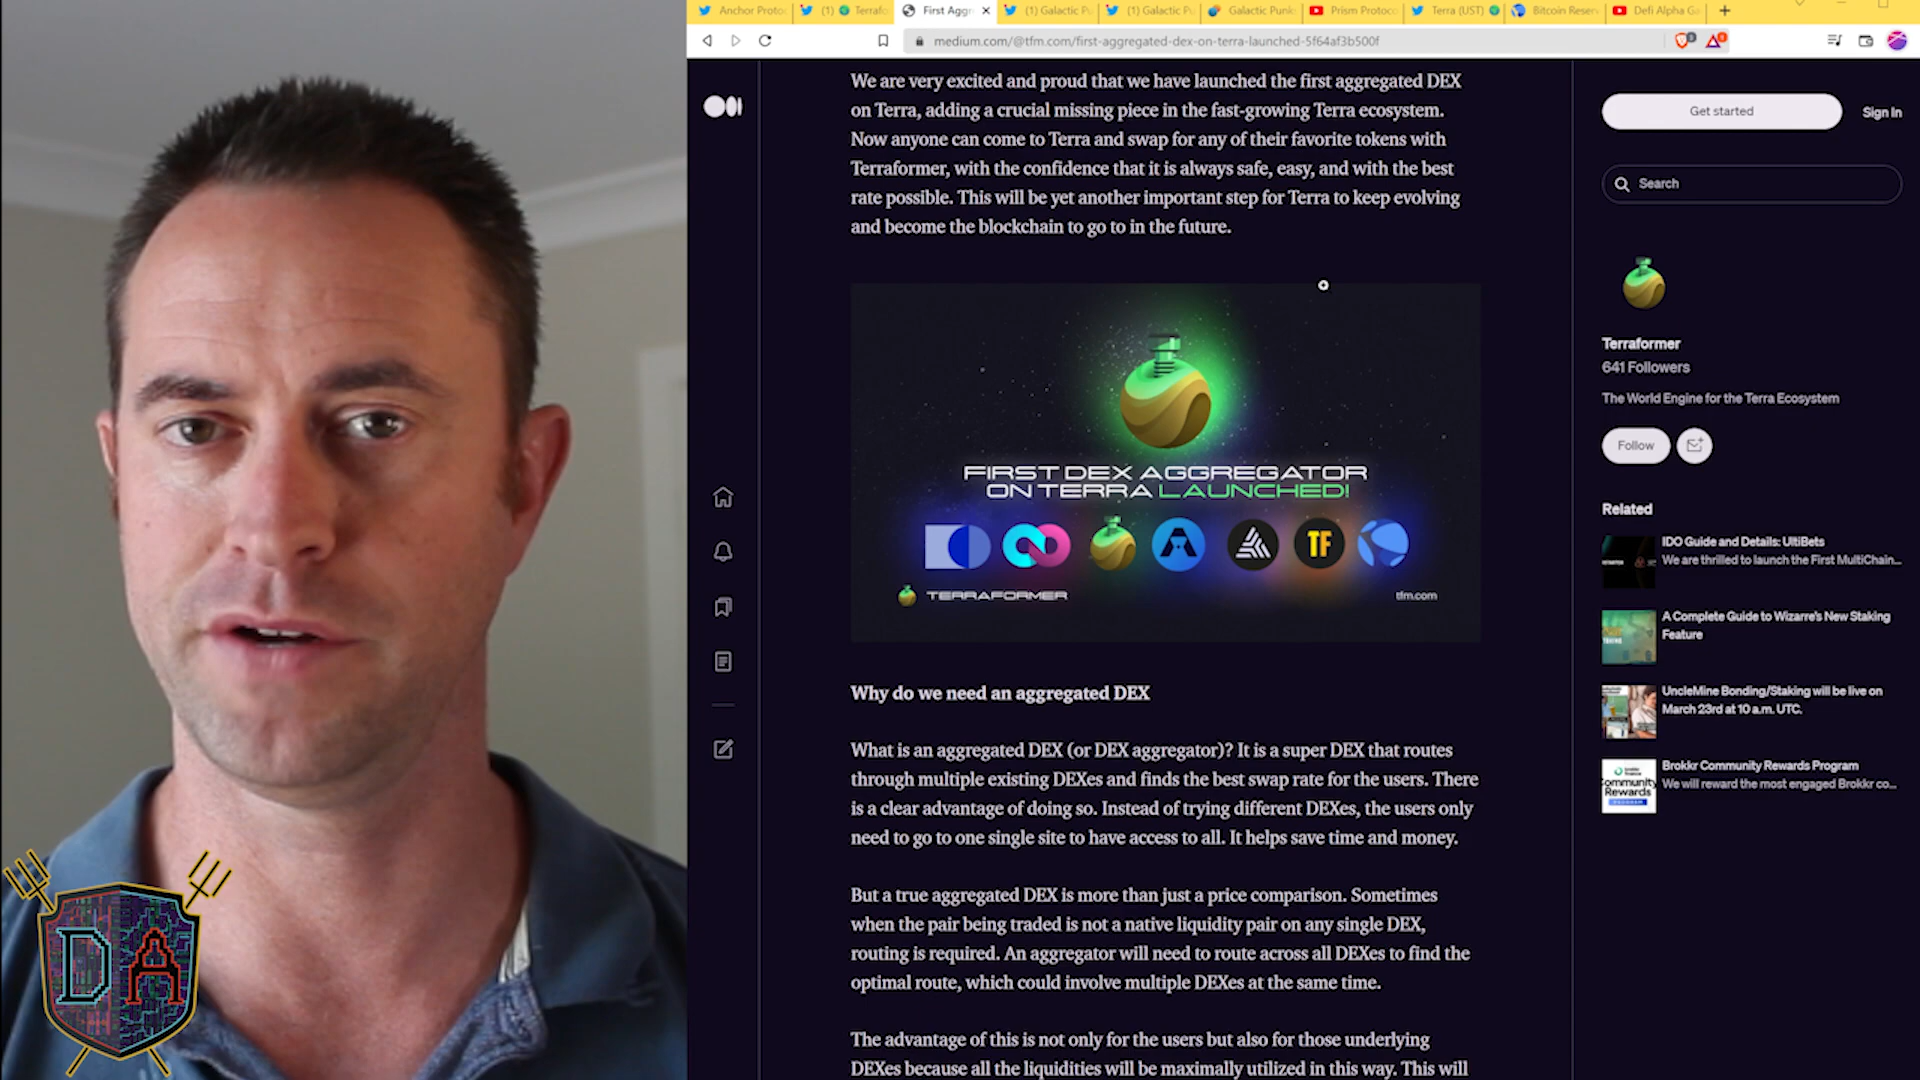 Anchor Proto
(1) Terrafo
First Aggr
(1) Galactic Pu
(1) Galactic Pu
Galactic Punk
Prism Protoc
Terra (UST)
Bitcoin Reser
Defi Alpha Ga
medium.com/@tfm.com/first-aggregated-dex-on-terra-launched-5f64af3b500f
We are very excited and proud that we have launched the first aggregated DEX
on Terra, adding a crucial missing piece in the fast-growing Terra ecosystem.
Now anyone can come to Terra and swap for any of their favorite tokens with
Terraformer, with the confidence that it is always safe, easy, and with the best
rate possible. This will be yet another important step for Terra to keep evolving
and become the blockchain to go to in the future.
FIRST DEX AGGREGATOR
ON TERRA LAUNCHED!
TF
TERRAFORMER
tfm.com
Why do we need an aggregated DEX
What is an aggregated DEX (or DEX aggregator)? It is a super DEX that routes
through multiple existing DEXes and finds the best swap rate for the users. There
is a clear advantage of doing so. Instead of trying different DEXes, the users only
need to go to one single site to have access to all. It helps save time and money.
But a true aggregated DEX is more than just a price comparison. Sometimes
when the pair being traded is not a native liquidity pair on any single DEX,
routing is required. An aggregator will need to route across all DEXes to find the
optimal route, which could involve multiple DEXes at the same time.
The advantage of this is not only for the users but also for those underlying
DEXes because all the liquidities will be maximally utilized in this way. This will
Get started
Sign In
Search
Terraformer
641 Followers
The World Engine for the Terra Ecosystem
Follow
Related
IDO Guide and Details: UltiBets
We are thrilled to launch the First MultiChain...
A Complete Guide to Wizarre's New Staking
Feature
UncleMine Bonding/Staking will be live on
March 23rd at 10 a.m. UTC.
Brokkr Community Rewards Program
We will reward the most engaged Brokkr co...
Community
Rewards
DA